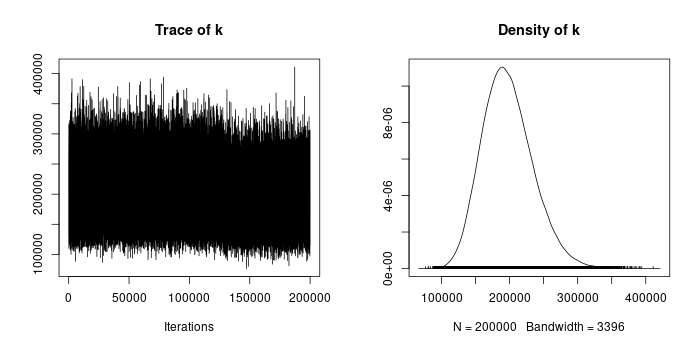 Trace of k
400000
300000
200000
100000
0
50000
100000
150000
200000
Iterations
Density of k
8e-06
4e-06
0e+00
100000
200000
300000
400000
N = 200000 Bandwidth = 3396